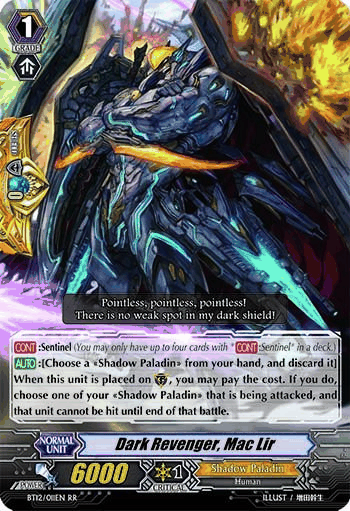 1
GRADE
SHIELD
0
Pointless, pointless, pointless!
There is no weak spot in my dark shield!
CONT :Sentinel (You may only have up to four cards with "CONT :Sentinel" in a deck.)
AUTO :[Choose a «Shadow Paladin» from your hand, and discard it]
When this unit is placed on , you may pay the cost. If you do,
choose one of your «Shadow Paladin» that is being attacked, and
that unit cannot be hit until end of that battle.
NORMAL
UNIT
Dark Revenger, Mac Lir
POWER
6000
1
CRITICAL
Shadow Paladin
Human
BT12/011EN RR
ILLUST / 増田幹生